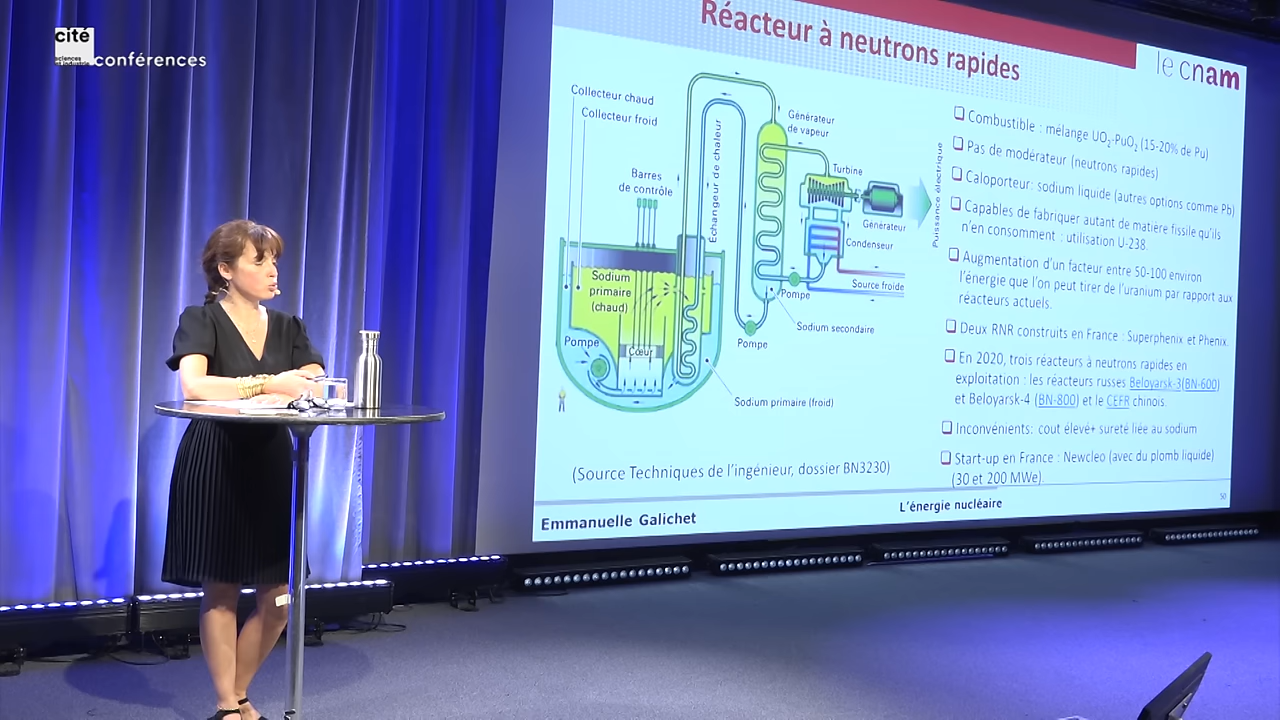 cité
sciences
et industrie
conférences
Réacteur à neutrons rapides
le cnam
Collecteur chaud
Collecteur froid
Barres
de contrôle
Echangeur de chaleur
Générateur
de vapeur
Turbine
Générateur
Condenseur
Source froide
Puissance électrique
Sodium
primaire
(chaud)
Pompe
Cœur
Pompe
Pompe
Sodium secondaire
Sodium primaire (froid)
(Source Techniques de l'ingénieur, dossier BN3230)
❑ Combustible : mélange UO2-PuO2 (15-20% de Pu)
❑ Pas de modérateur (neutrons rapides)
❑ Caloporteur: sodium liquide (autres options comme Pb)
❑ Capables de fabriquer autant de matière fissile qu'ils
n'en consomment : utilisation U-238.
❑ Augmentation d'un facteur entre 50-100 environ
l'énergie que l'on peut tirer de l'uranium par rapport aux
réacteurs actuels.
❑ Deux RNR construits en France : Superphenix et Phenix.
❑ En 2020, trois réacteurs à neutrons rapides en
exploitation : les réacteurs russes Beloyarsk-3(BN-600)
et Beloyarsk-4 (BN-800) et le CEFR chinois.
❑ Inconvénients: cout élevé+ sureté liée au sodium
❑ Start-up en France : Newcleo (avec du plomb liquide)
(30 et 200 MWe).
Emmanuelle Galichet
L'énergie nucléaire
50